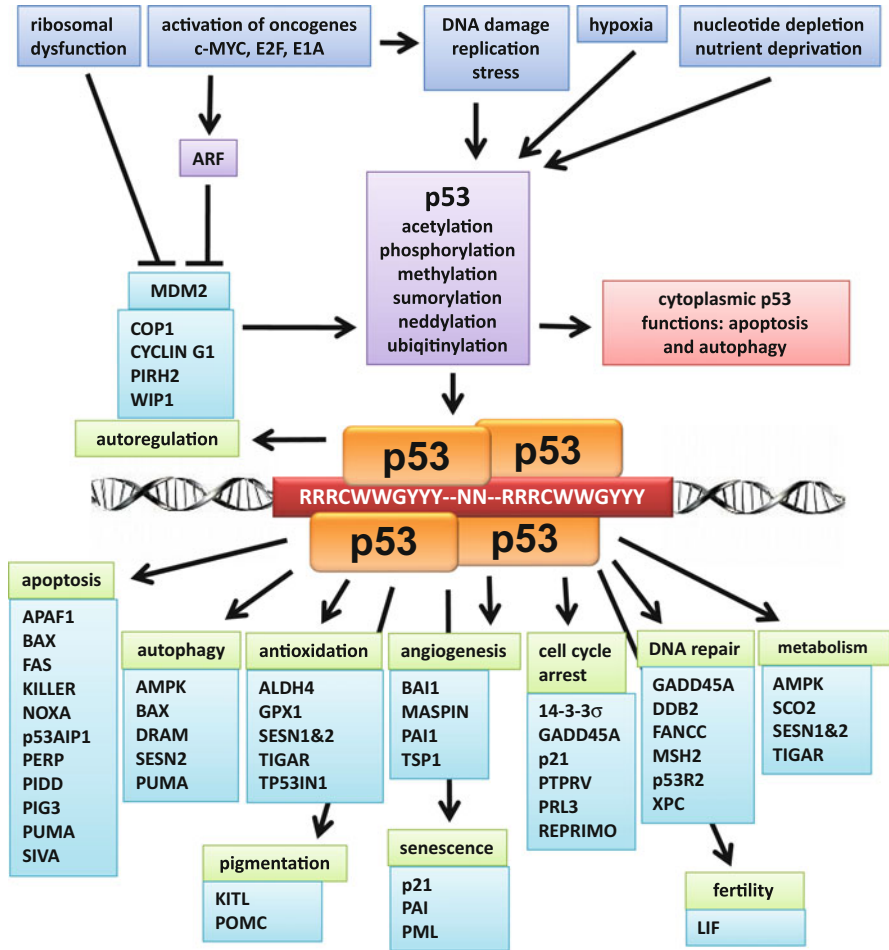 ribosomal
dysfunction
activation of oncogenes
c-MYC, E2F, E1A
DNA damage
replication
stress
hypoxia
nucleotide depletion
nutrient deprivation
ARF
p53
acetylation
phosphorylation
methylation
sumorylation
neddylation
ubiqitinylation
MDM2
COP1
CYCLIN G1
PIRH2
WIP1
cytoplasmic p53
functions: apoptosis
and autophagy
autoregulation
p53
p53
RRRCWWGYYY--NN--RRRCWWGYYY
p53
p53
apoptosis
APAF1
BAX
FAS
KILLER
NOXA
p53AIP1
PERP
PIDD
PIG3
PUMA
SIVA
autophagy
AMPK
BAX
DRAM
SESN2
PUMA
antioxidation
ALDH4
GPX1
SESN1&2
TIGAR
TP53IN1
angiogenesis
BAI1
MASPIN
PAI1
TSP1
cell cycle
arrest
14-3-3σ
GADD45A
p21
PTPRV
PRL3
REPRIMO
DNA repair
GADD45A
DDB2
FANCC
MSH2
p53R2
XPC
metabolism
AMPK
SCO2
SESN1&2
TIGAR
pigmentation
KITL
POMC
senescence
p21
PAI
PML
fertility
LIF